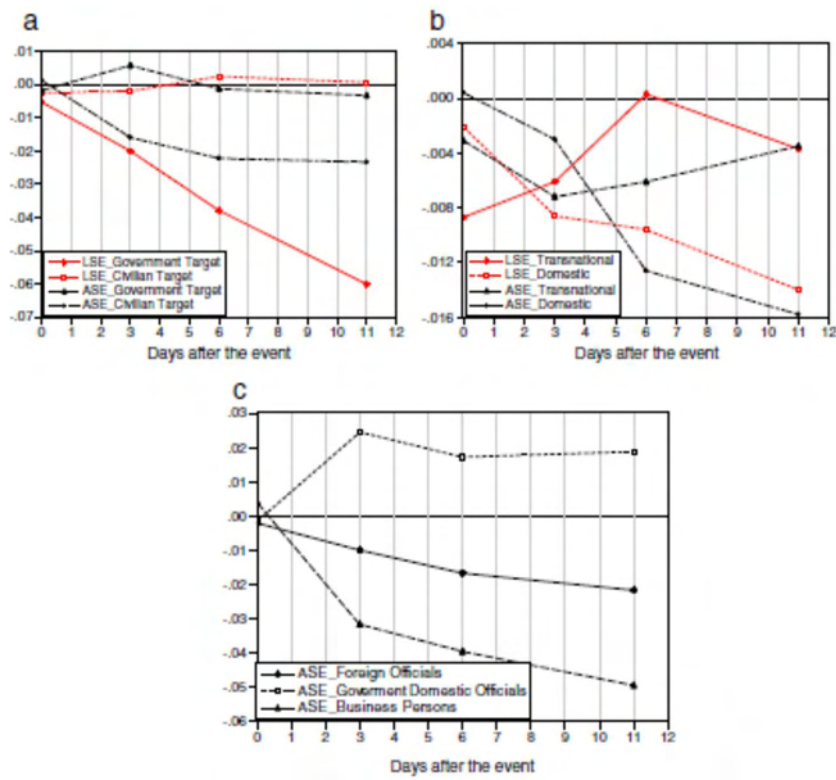 a
.01
.00
-.01
-.02
-.03
-.04
-.05
-.06
-.07
LSE_Government Target
LSE_Civilian Target
ASE_Government Target
ASE_Civilian Target
0 1 2 3 4 5 6 7 8 9 10 11 12
Days after the event
b
.004
.000
-.004
-.008
-.012
-.016
LSE_Transnational
LSE_Domestic
ASE_Transnational
ASE_Domestic
0 1 2 3 4 5 6 7 8 9 10 11 12
Days after the event
c
.03
.02
.01
.00
-.01
-.02
-.03
-.04
-.05
-.06
ASE_Foreign Officials
ASE_Goverment Domestic Officials
ASE_Business Persons
0 1 2 3 4 5 6 7 8 9 10 11 12
Days after the event